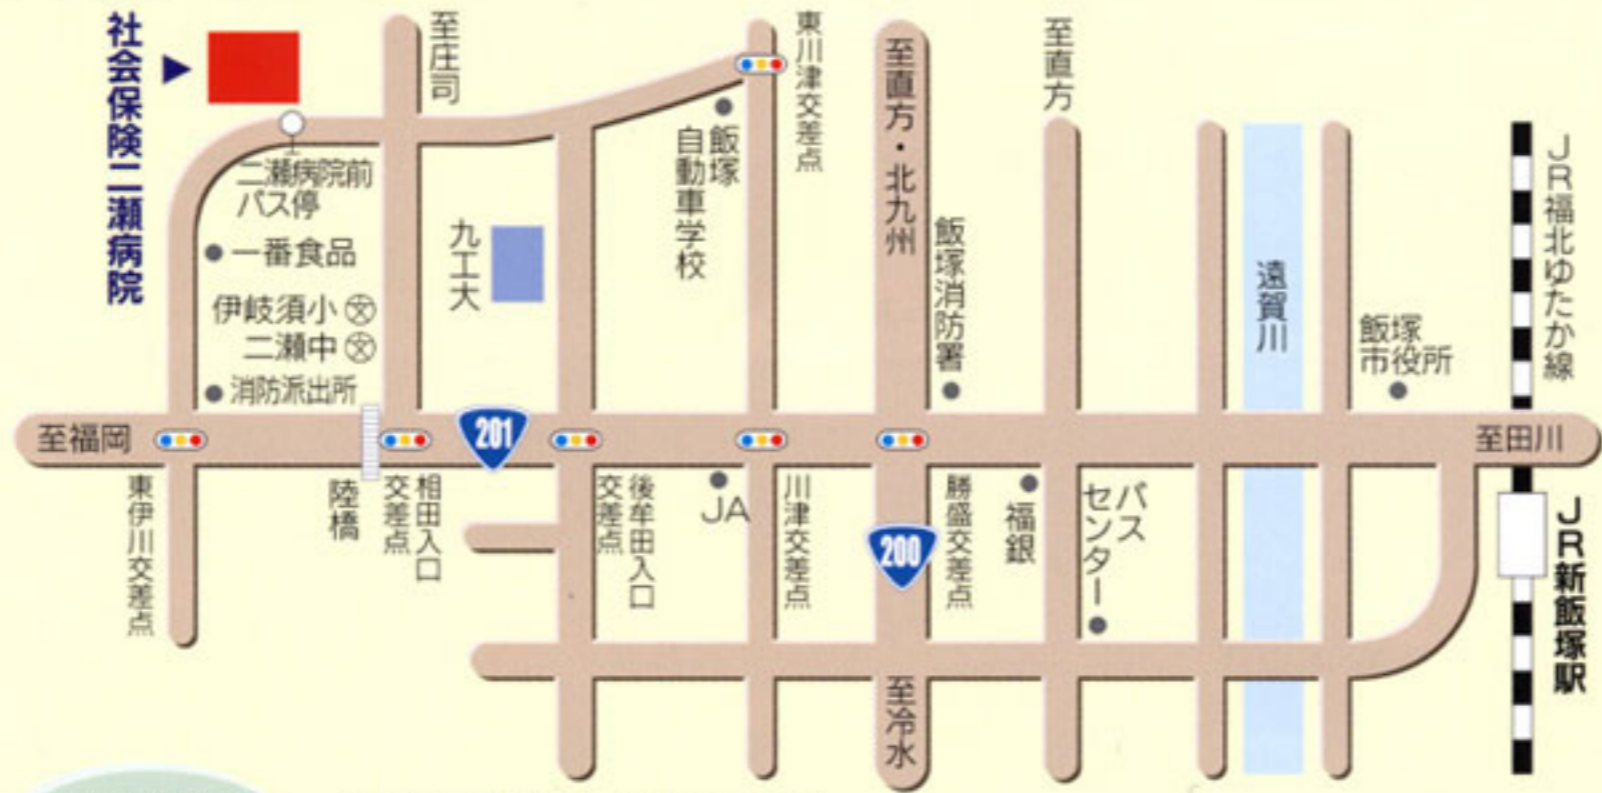 社会保険二瀬病院
至庄司
二瀬病院前
バス停
一番食品
伊岐須小 文
二瀬中 文
消防派出所
九工大
飯塚
自動車学校
東川津交差点
至直方・北九州
飯塚消防署
至直方
遠賀川
飯塚
市役所
JR福北ゆたか線
至福岡
201
至田川
東伊川交差点
陸橋
相田入口
交差点
後牟田入口
交差点
JA
川津交差点
200
勝盛交差点
福銀
バス
センター
至冷水
JR新飯塚駅